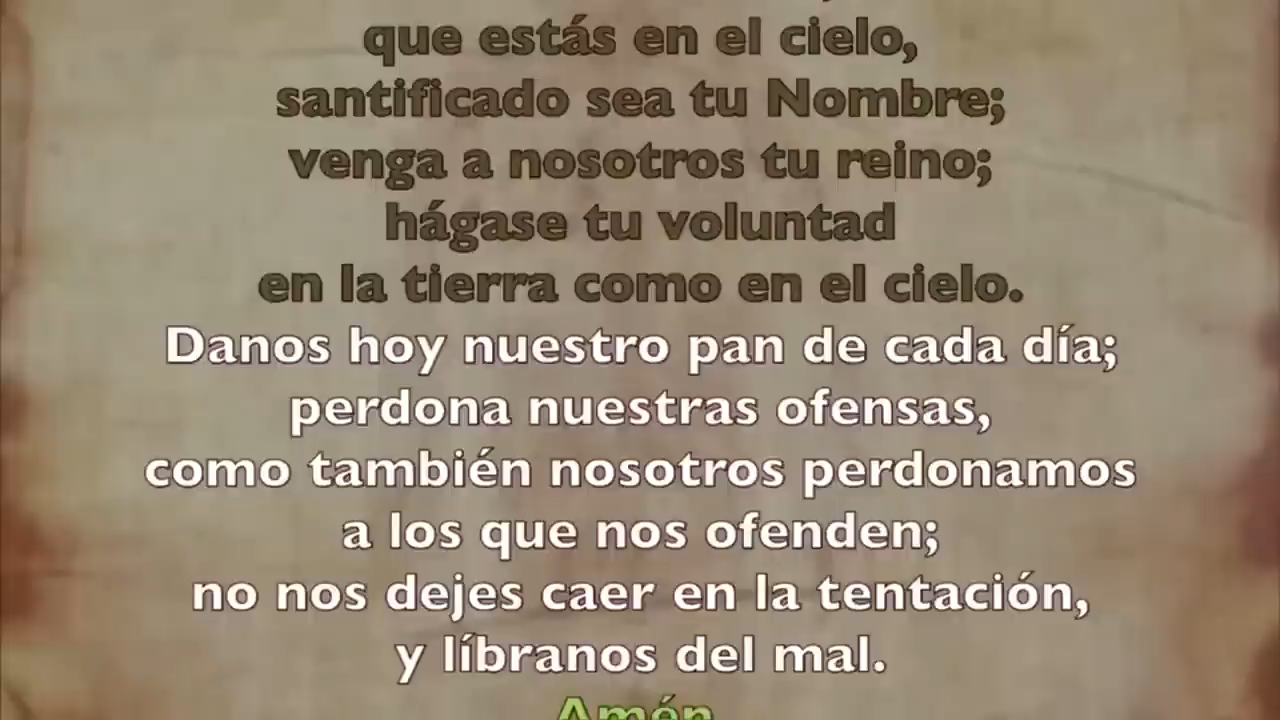 que estás en el cielo,
santificado sea tu Nombre;
venga a nosotros tu reino;
hágase tu voluntad
en la tierra como en el cielo.
Danos hoy nuestro pan de cada día;
perdona nuestras ofensas,
como también nosotros perdonamos
a los que nos ofenden;
no nos dejes caer en la tentación,
y líbranos del mal.
Amén